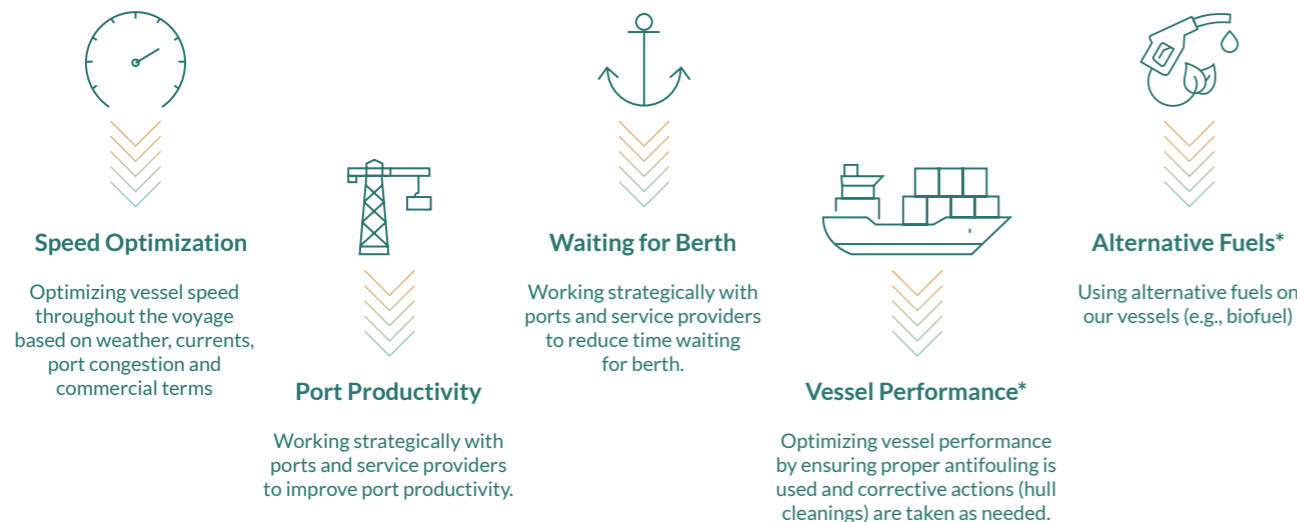 Speed Optimization
Optimizing vessel speed
throughout the voyage
based on weather, currents,
port congestion and
commercial terms
Port Productivity
Working strategically with
ports and service providers
to improve port productivity.
Waiting for Berth
Working strategically with
ports and service providers
to reduce time waiting
for berth.
Vessel Performance*
Optimizing vessel performance
by ensuring proper antifouling is
used and corrective actions (hull
cleanings) are taken as needed.
Alternative Fuels*
Using alternative fuels on
our vessels (e.g., biofuel)